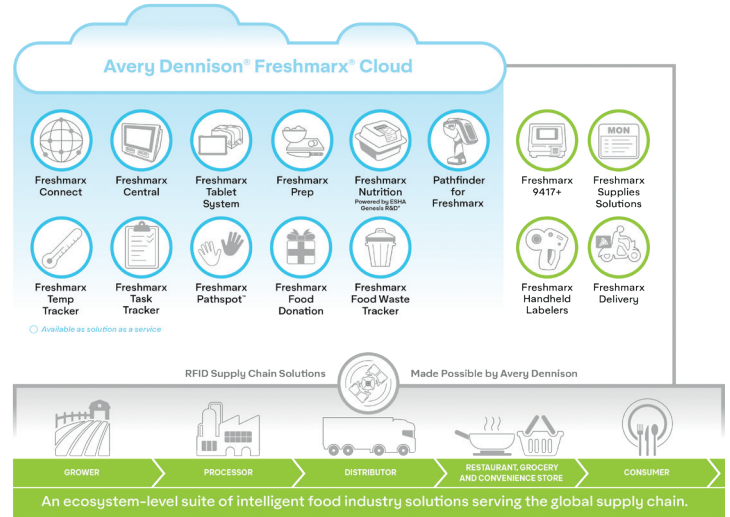 Avery Dennison® Freshmarx® Cloud
Freshmarx
Connect
Freshmarx
Central
Freshmarx
Tablet
System
Freshmarx
Prep
Freshmarx
Nutrition
Powered by ESHA
Genesis R&D®
Pathfinder
for
Freshmarx
MON
Freshmarx
9417+
Freshmarx
Supplies
Solutions
Freshmarx
Temp
Tracker
Freshmarx
Task
Tracker
Freshmarx
Pathspot™
Freshmarx
Food
Donation
Freshmarx
Food Waste
Tracker
Freshmarx
Handheld
Labelers
Freshmarx
Delivery
Available as solution as a service
RFID Supply Chain Solutions
Made Possible by Avery Dennison
GROWER
PROCESSOR
DISTRIBUTOR
RESTAURANT, GROCERY
AND CONVENIENCE STORE
CONSUMER
An ecosystem-level suite of intelligent food industry solutions serving the global supply chain.